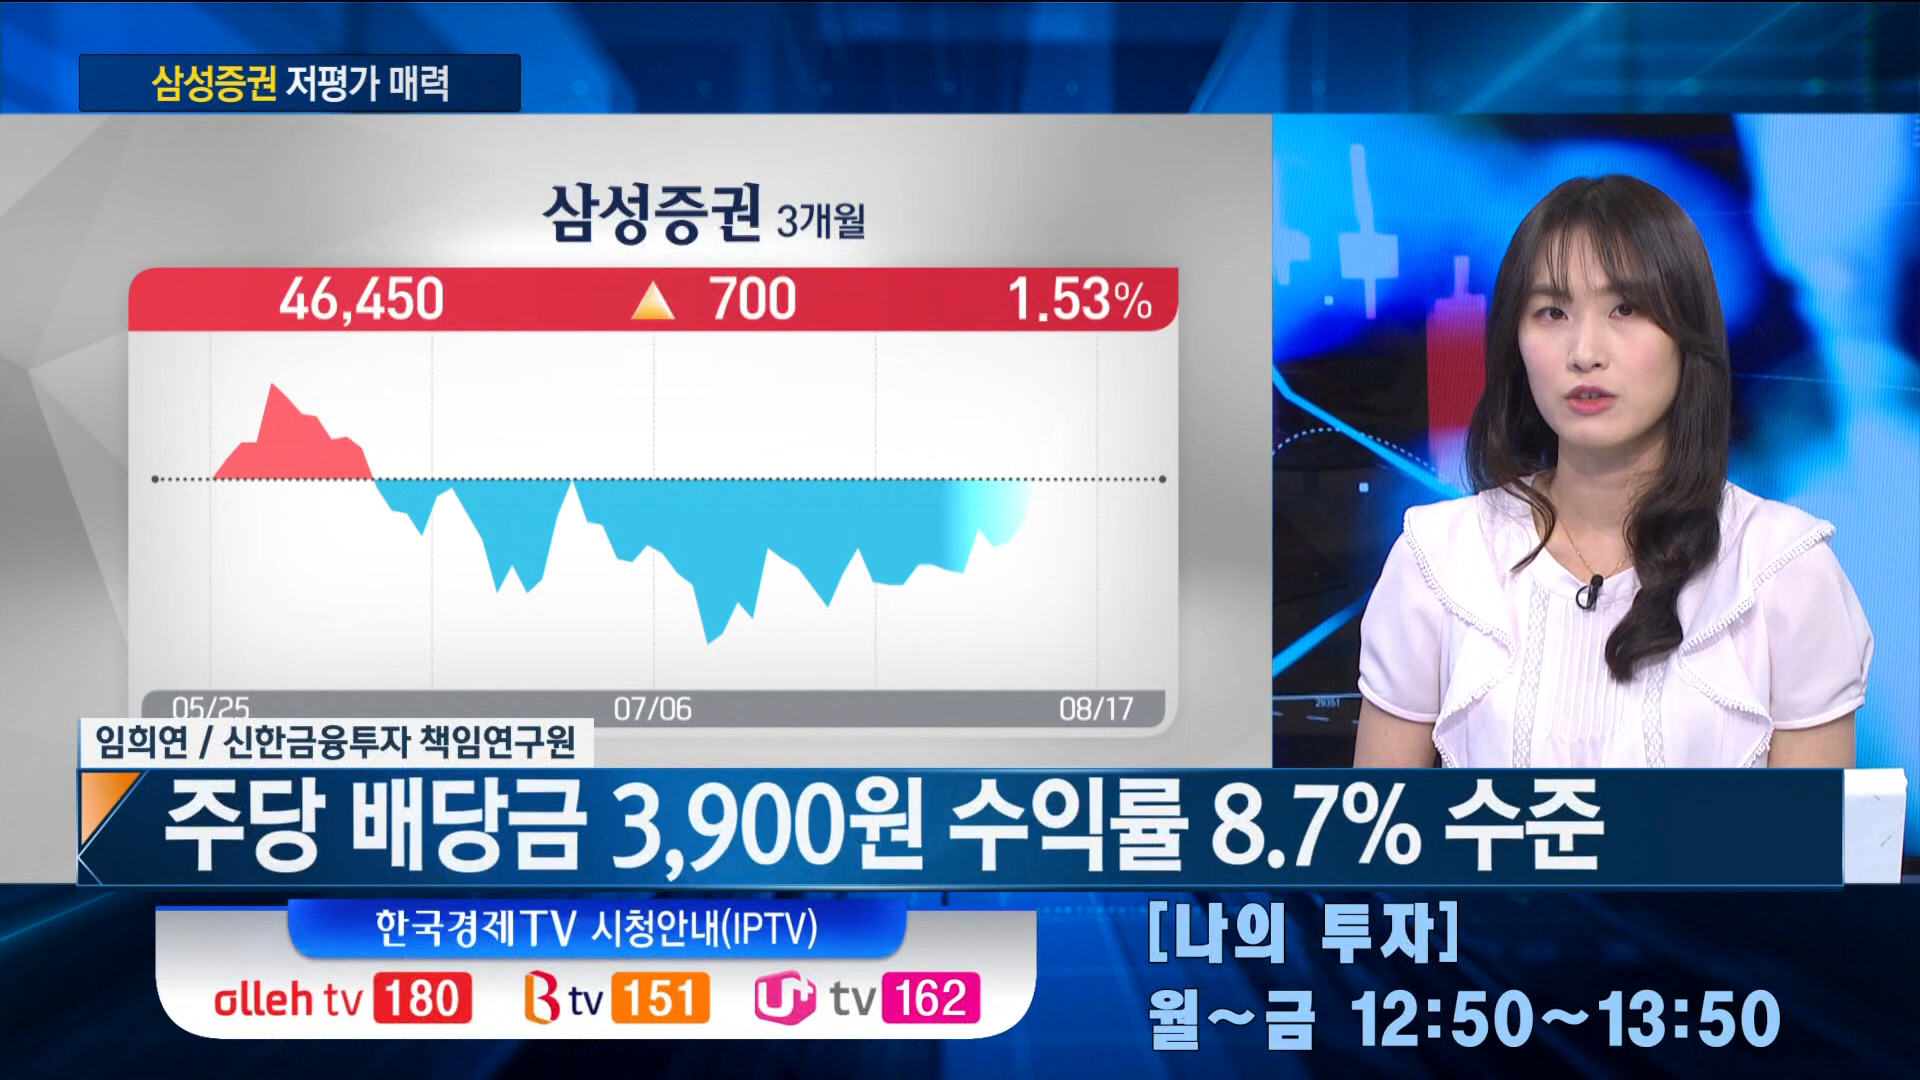 삼성증권 저평가 매력
삼성증권 3개월
46,450 ▲ 700 1.53%
05/25 07/06 08/17
29351
임희연 / 신한금융투자 책임연구원
주당 배당금 3,900원 수익률 8.7% 수준
한국경제TV 시청안내(IPTV)
olleh tv 180 B tv 151 U+ tv 162
[나의 투자]
월~금 12:50~13:50